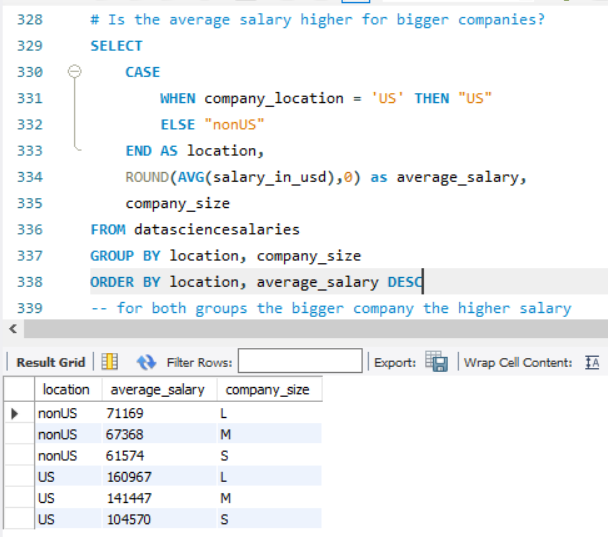 328 # Is the average salary higher for bigger companies?
329 SELECT
330 CASE
331 WHEN company_location = 'US' THEN "US"
332 ELSE "nonUS"
333 END AS location,
334 ROUND(AVG(salary_in_usd),0) as average_salary,
335 company_size
336 FROM datasciencesalaries
337 GROUP BY location, company_size
338 ORDER BY location, average_salary DESC
339 -- for both groups the bigger company the higher salary
Result Grid Filter Rows: Export: Wrap Cell Content: IA
location average_salary company_size
nonUS 71169 L
nonUS 67368 M
nonUS 61574 S
US 160967 L
US 141447 M
US 104570 S